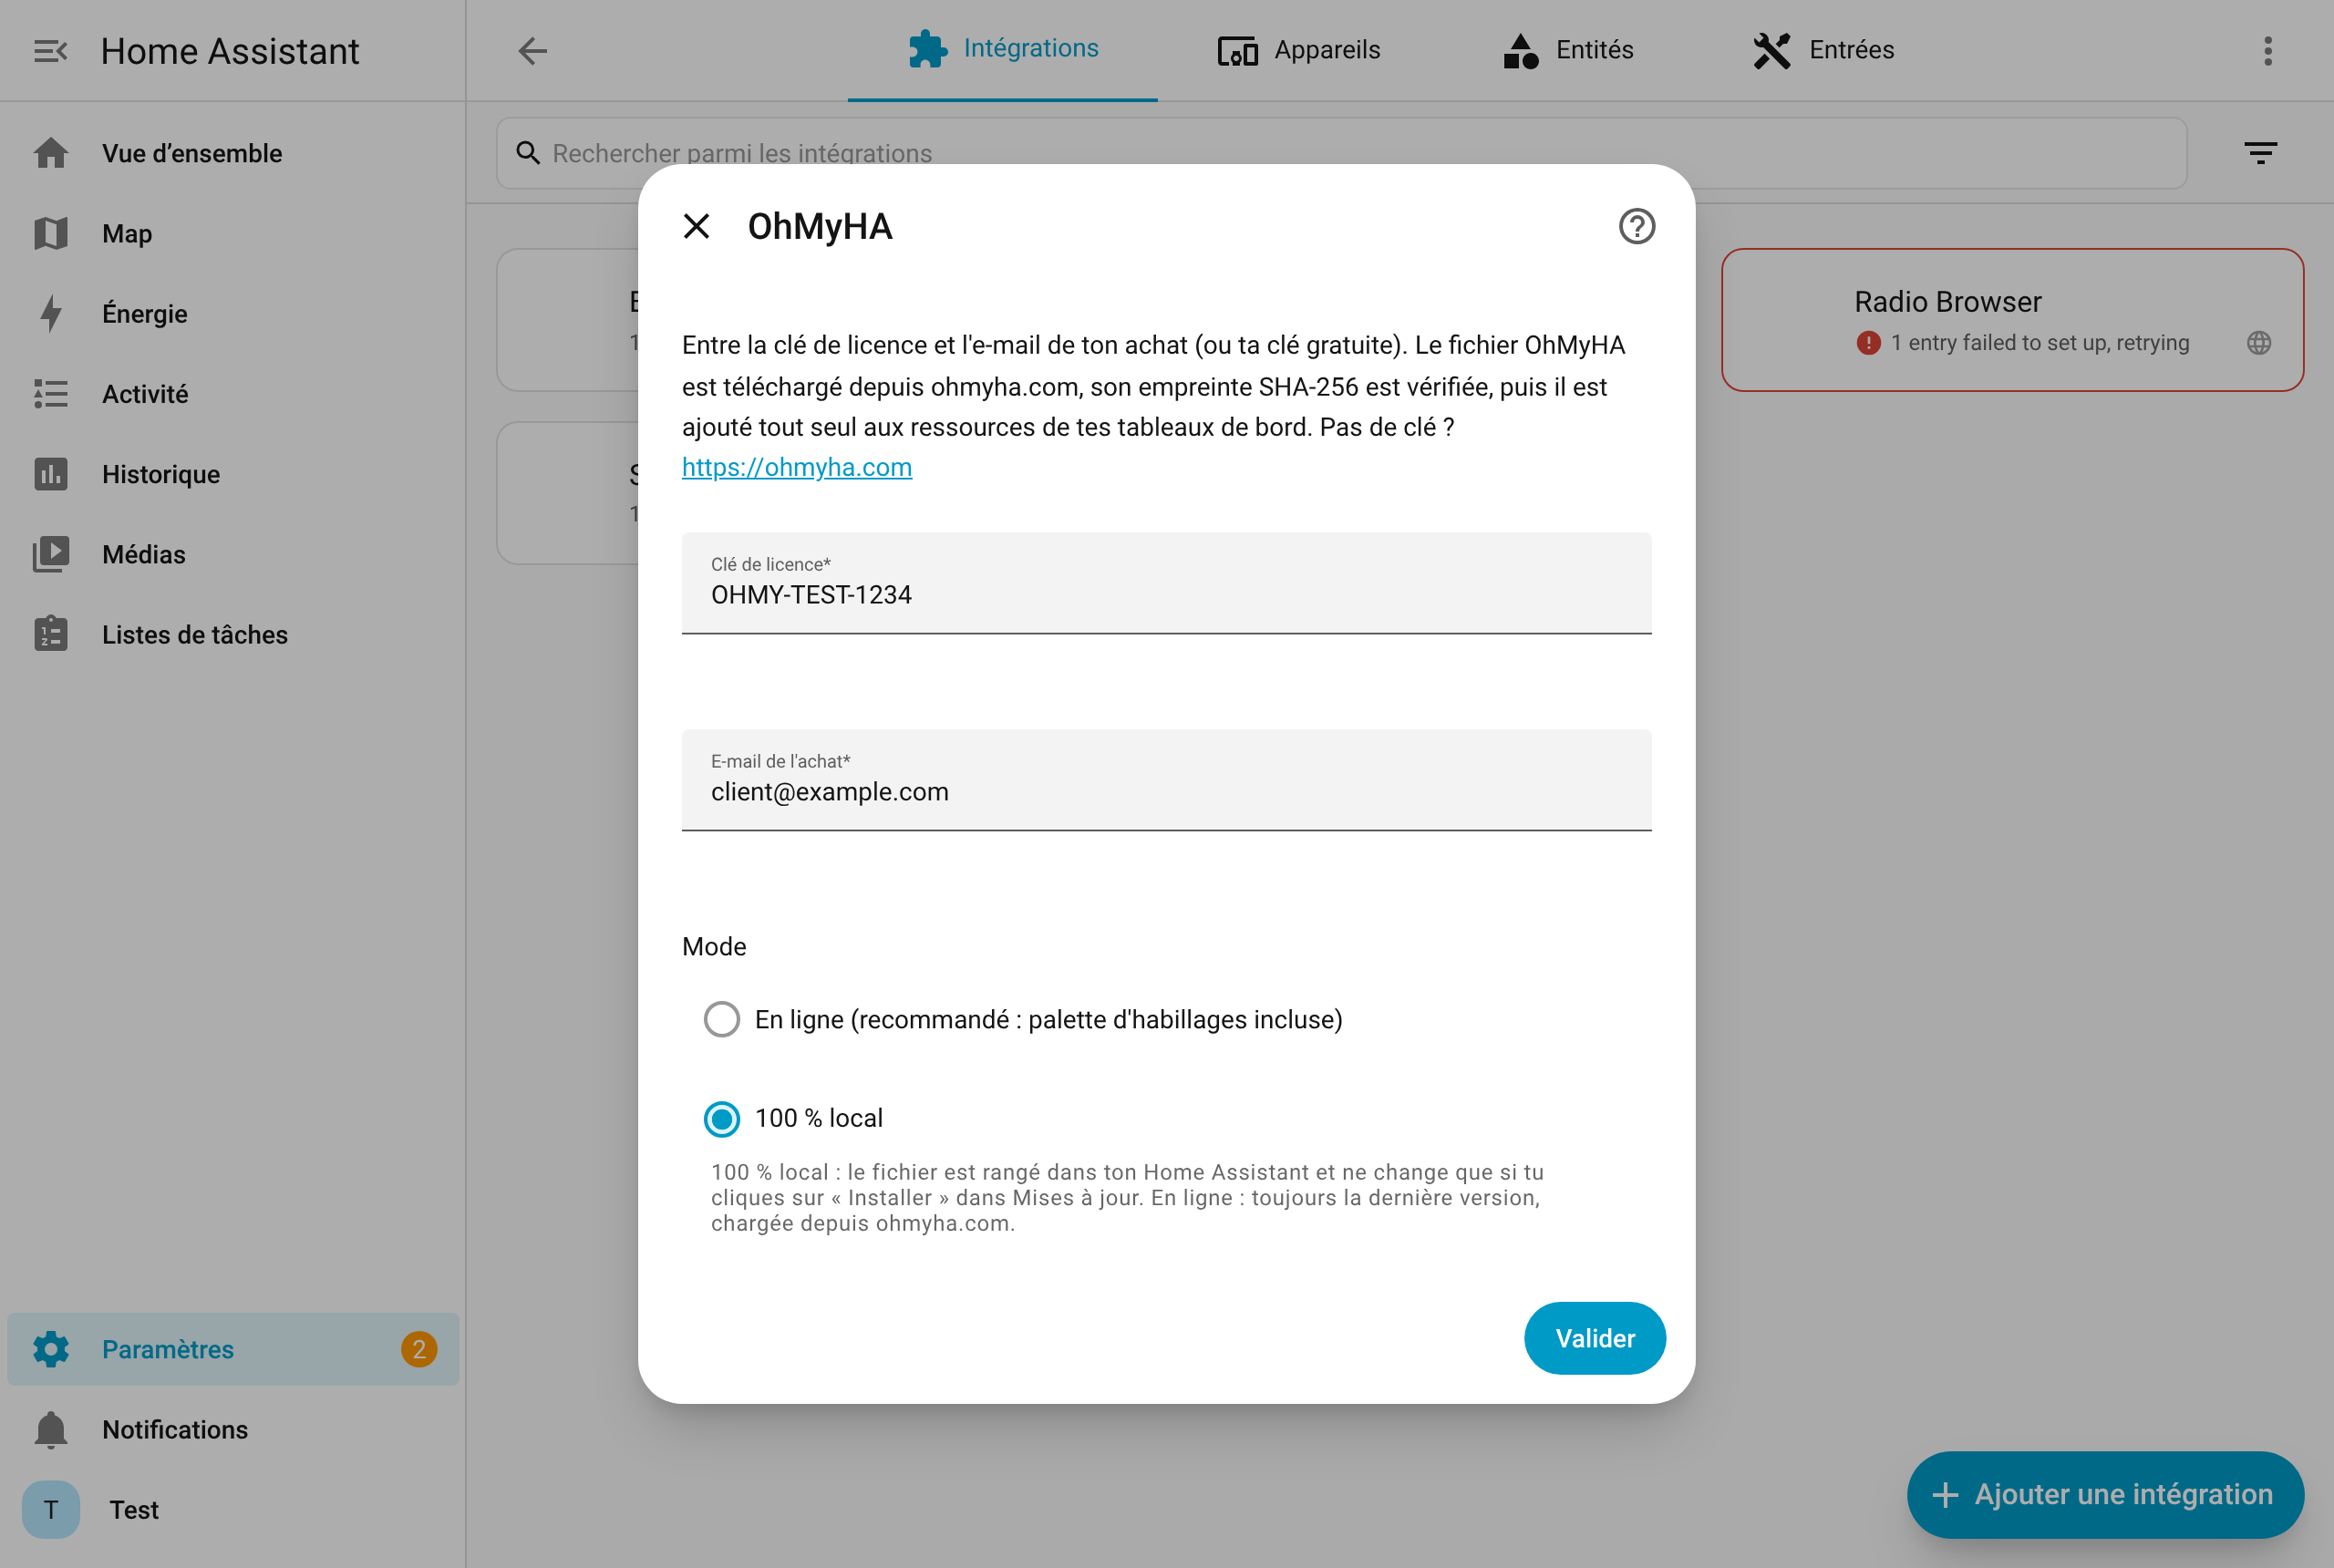 Home Assistant
Intégrations
Appareils
Entités
Entrées
Vue d’ensemble
Map
Énergie
Activité
Historique
Médias
Listes de tâches
Paramètres
2
Notifications
T
Test
Rechercher parmi les intégrations
Radio Browser
1 entry failed to set up, retrying
OhMyHA
Entre la clé de licence et l'e-mail de ton achat (ou ta clé gratuite). Le fichier OhMyHA
est téléchargé depuis ohmyha.com, son empreinte SHA-256 est vérifiée, puis il est
ajouté tout seul aux ressources de tes tableaux de bord. Pas de clé ?
https://ohmyha.com
Clé de licence*
OHMY-TEST-1234
E-mail de l'achat*
client@example.com
Mode
En ligne (recommandé : palette d'habillages incluse)
100 % local
100 % local : le fichier est rangé dans ton Home Assistant et ne change que si tu
cliques sur « Installer » dans Mises à jour. En ligne : toujours la dernière version,
chargée depuis ohmyha.com.
Valider
Ajouter une intégration